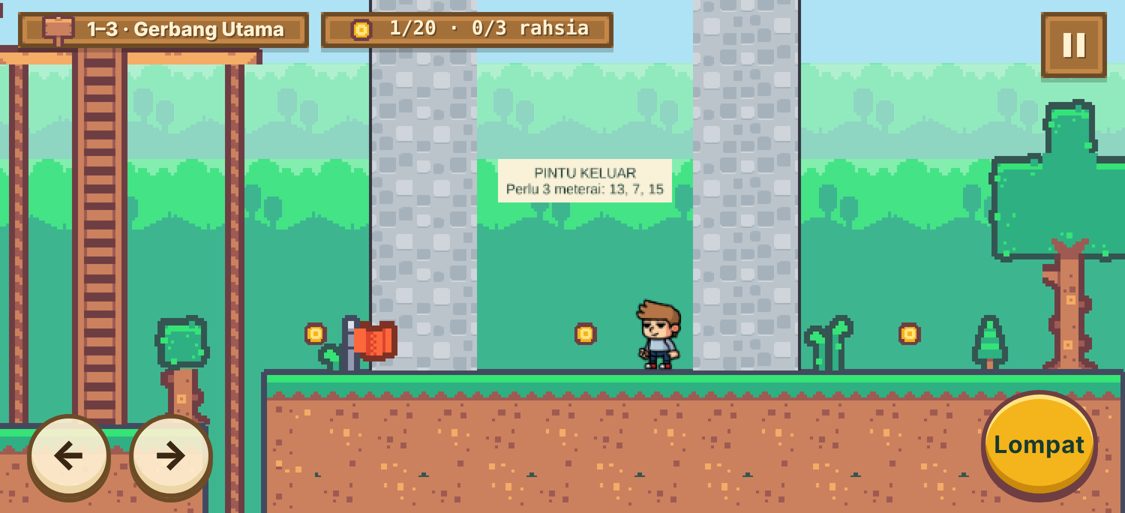 1–3 · Gerbang Utama
1/20 · 0/3 rahsia
PINTU KELUAR
Perlu 3 meterai: 13, 7, 15
Lompat